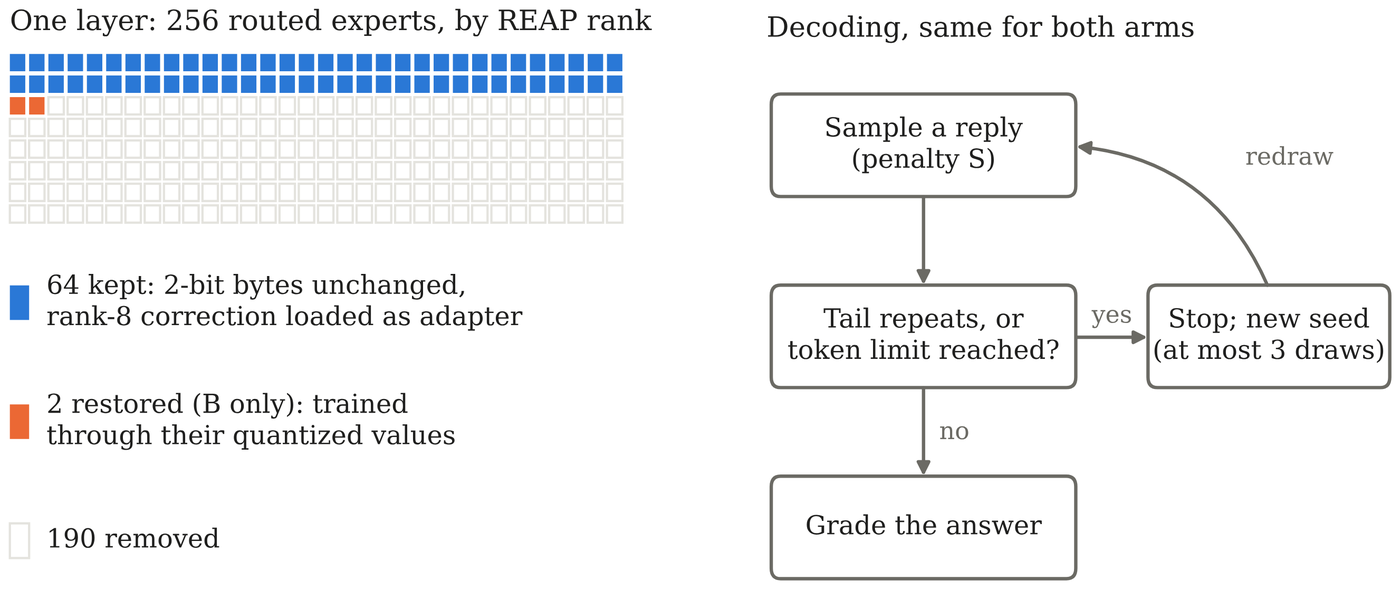 One layer: 256 routed experts, by REAP rank
64 kept: 2-bit bytes unchanged,
rank-8 correction loaded as adapter
2 restored (B only): trained
through their quantized values
190 removed
Decoding, same for both arms
Sample a reply
(penalty S)
redraw
Tail repeats, or
token limit reached?
yes
Stop; new seed
(at most 3 draws)
no
Grade the answer